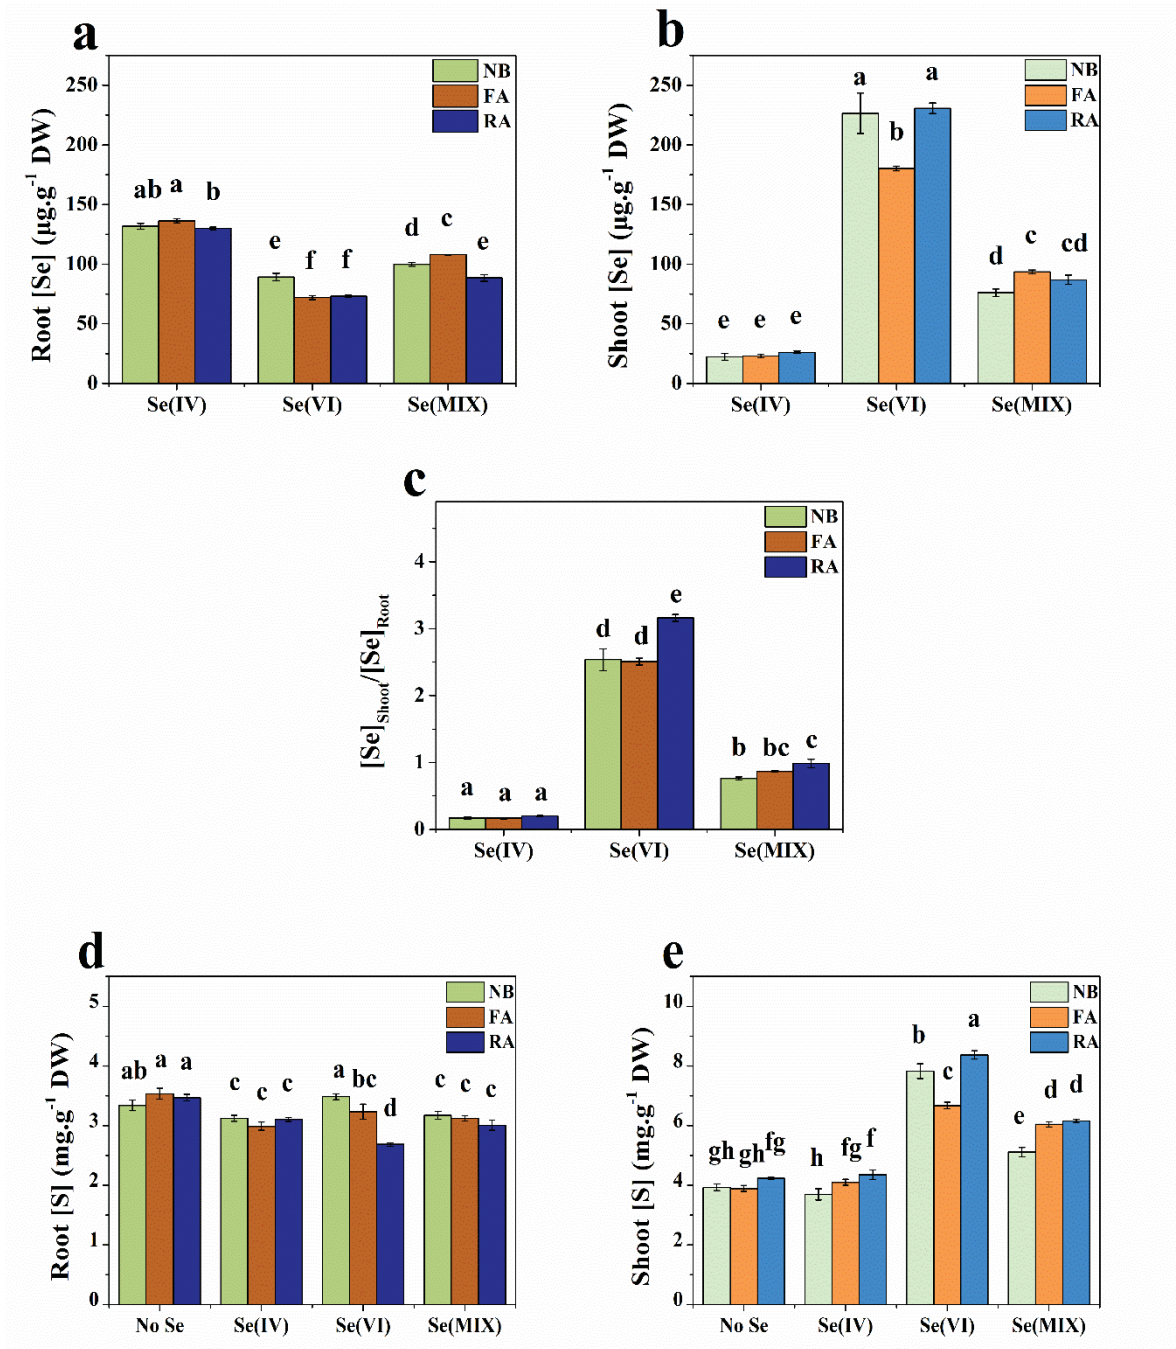 a
Root [Se] (µg.g⁻¹ DW)
250
200
150
100
50
0
NB
FA
RA
ab a b
e f f
d c e
Se(IV) Se(VI) Se(MIX)
b
Shoot [Se] (µg.g⁻¹ DW)
250
200
150
100
50
0
NB
FA
RA
e e e
a b a
d c cd
Se(IV) Se(VI) Se(MIX)
c
[Se]Shoot/[Se]Root
4
3
2
1
0
NB
FA
RA
a a a
d d e
b bc c
Se(IV) Se(VI) Se(MIX)
d
Root [S] (mg.g⁻¹ DW)
5
4
3
2
1
0
NB
FA
RA
ab a a
c c c
a bc d
c c c
No Se Se(IV) Se(VI) Se(MIX)
e
Shoot [S] (mg.g⁻¹ DW)
10
8
6
4
2
0
NB
FA
RA
gh gh fg
h fg f
b c a
e d d
No Se Se(IV) Se(VI) Se(MIX)